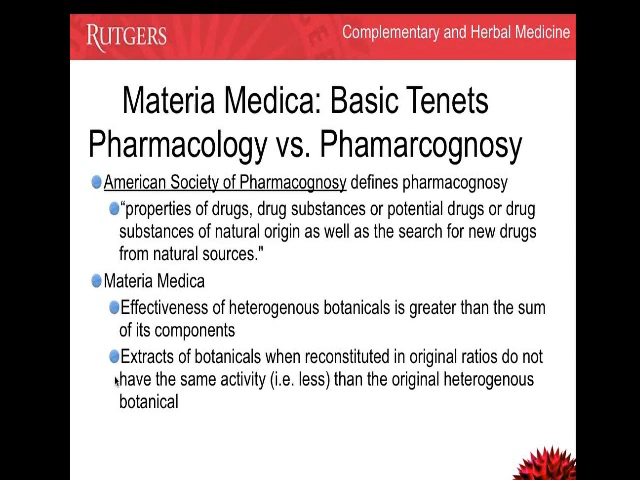 RUTGERS
Complementary and Herbal Medicine
Materia Medica: Basic Tenets
Pharmacology vs. Phamarcognosy
American Society of Pharmacognosy defines pharmacognosy
“properties of drugs, drug substances or potential drugs or drug
substances of natural origin as well as the search for new drugs
from natural sources."
Materia Medica
Effectiveness of heterogenous botanicals is greater than the sum
of its components
Extracts of botanicals when reconstituted in original ratios do not
have the same activity (i.e. less) than the original heterogenous
botanical